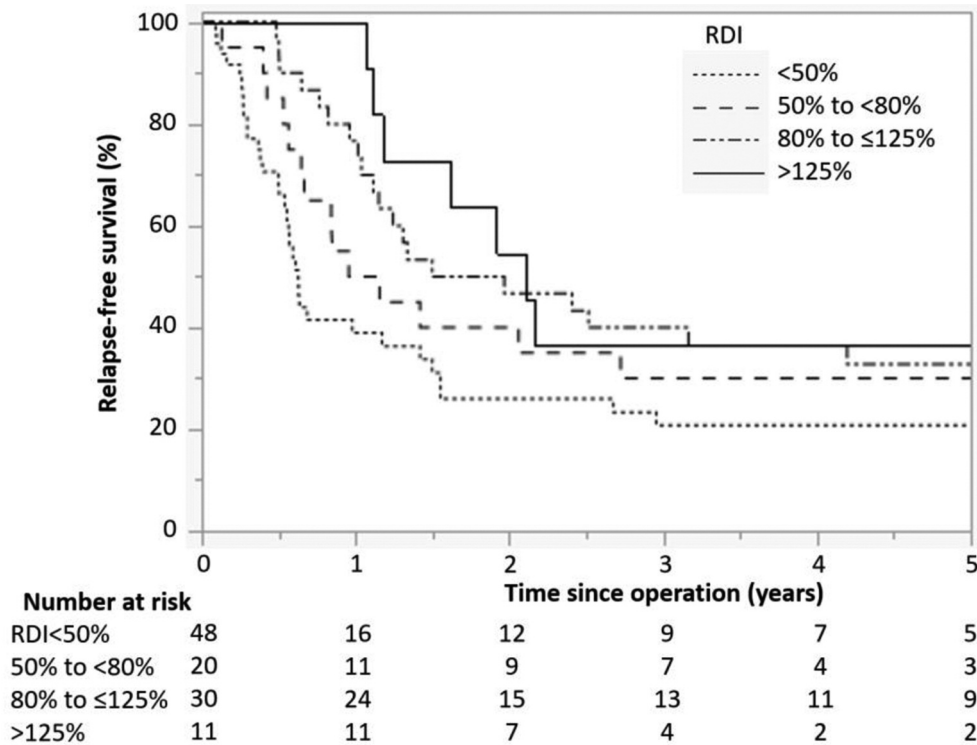 100
80
60
40
20
0
Relapse-free survival (%)
RDI
<50%
50% to <80%
80% to ≤125%
>125%
0 1 2 3 4 5
Time since operation (years)
Number at risk
RDI<50% 48 16 12 9 7 5
50% to <80% 20 11 9 7 4 3
80% to ≤125% 30 24 15 13 11 9
>125% 11 11 7 4 2 2